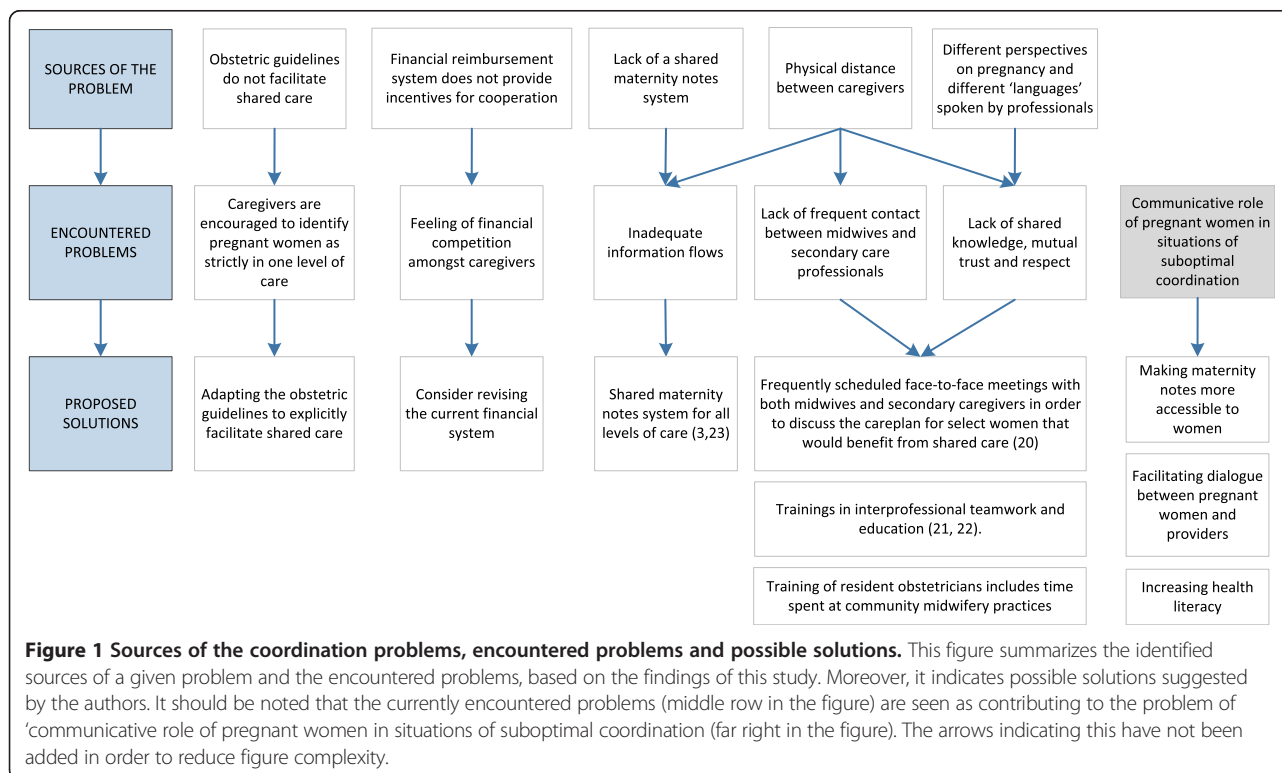 SOURCES OF THE
PROBLEM
Obstetric guidelines
do not facilitate
shared care
Financial reimbursement
system does not provide
incentives for cooperation
Lack of a shared
maternity notes
system
Physical distance
between caregivers
Different perspectives
on pregnancy and
different ‘languages’
spoken by professionals
ENCOUNTERED
PROBLEMS
Caregivers are
encouraged to identify
pregnant women as
strictly in one level of
care
Feeling of financial
competition
amongst caregivers
Inadequate
information flows
Lack of frequent contact
between midwives and
secondary care
professionals
Lack of shared
knowledge, mutual
trust and respect
Communicative role
of pregnant women in
situations of
suboptimal
coordination
PROPOSED
SOLUTIONS
Adapting the obstetric
guidelines to explicitly
facilitate shared care
Consider revising
the current financial
system
Shared maternity
notes system for all
levels of care (3,23)
Frequently scheduled face-to-face meetings with
both midwives and secondary caregivers in order
to discuss the careplan for select women that
would benefit from shared care (20)
Making maternity
notes more
accessible to
women
Trainings in interprofessional teamwork and
education (21, 22).
Facilitating dialogue
between pregnant
women and
providers
Training of resident obstetricians includes time
spent at community midwifery practices
Increasing health
literacy
Figure 1 Sources of the coordination problems, encountered problems and possible solutions. This figure summarizes the identified
sources of a given problem and the encountered problems, based on the findings of this study. Moreover, it indicates possible solutions suggested
by the authors. It should be noted that the currently encountered problems (middle row in the figure) are seen as contributing to the problem of
‘communicative role of pregnant women in situations of suboptimal coordination (far right in the figure). The arrows indicating this have not been
added in order to reduce figure complexity.